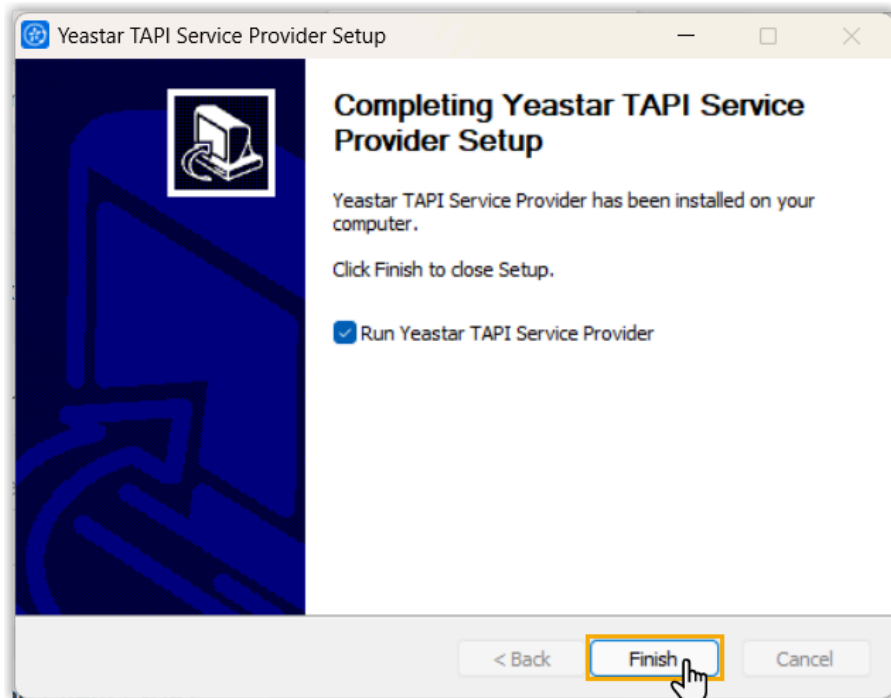 Yeastar TAPI Service Provider Setup
Completing Yeastar TAPI Service
Provider Setup
Yeastar TAPI Service Provider has been installed on your
computer.
Click Finish to close Setup.
Run Yeastar TAPI Service Provider
< Back
Finish
Cancel